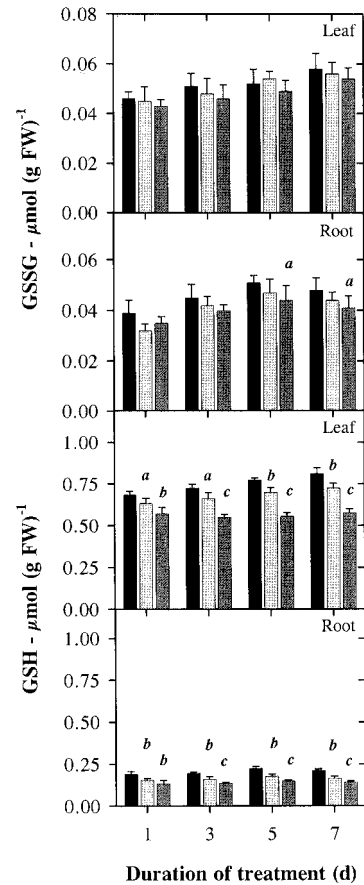 Leaf
0.08
0.06
0.04
0.02
0.00
GSSG - μmol (g FW)⁻¹
Root
a
a
0.06
0.04
0.02
0.00
Leaf
1.00
a
a
b
b
0.75
b
c
c
c
0.50
0.25
0.00
GSH - μmol (g FW)⁻¹
Root
1.00
0.75
0.50
b
b
b
b
0.25
b
c
c
c
0.00
1 3 5 7
Duration of treatment (d)